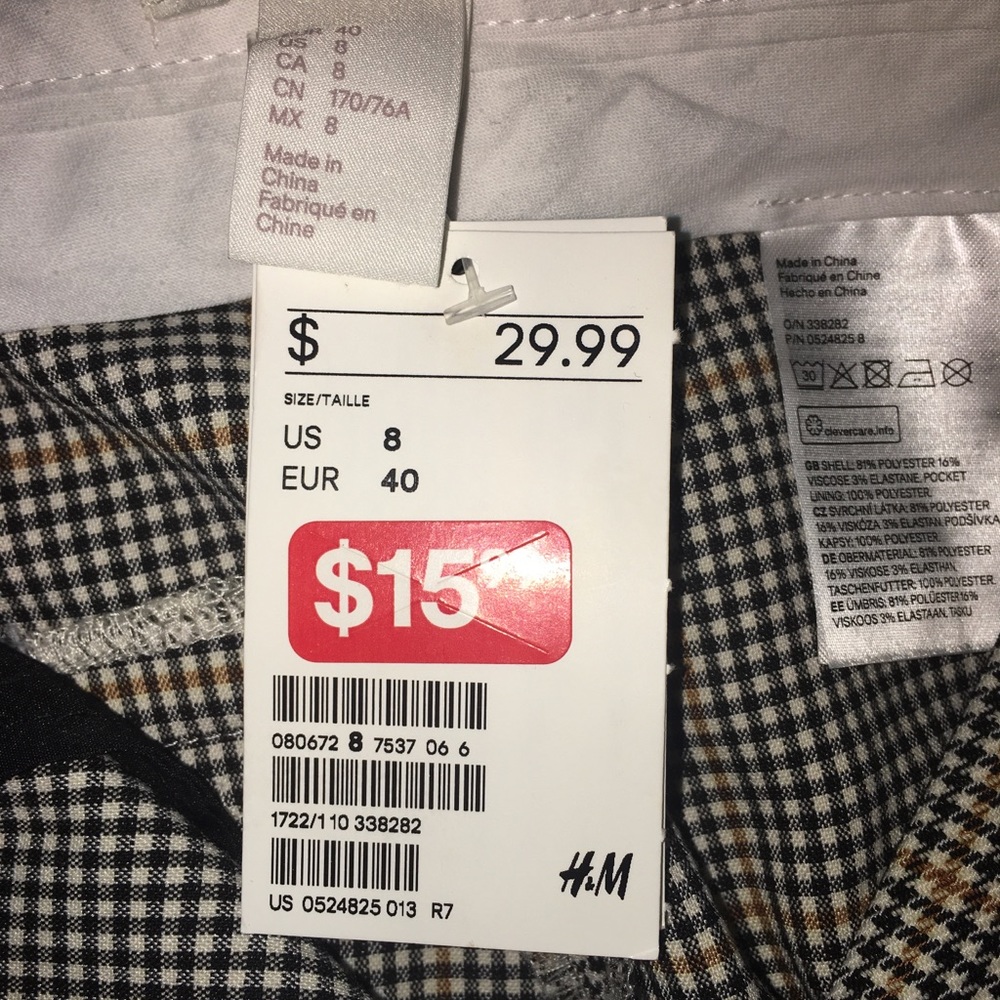 EUR 40
US 8
CA 8
CN 170/76A
MX 8
Made in
China
Fabriqué en
Chine
$ 29.99
SIZE/TAILLE
US 8
EUR 40
$15
080672 8 7537 06 6
1722/110 338282
US 0524825 013 R7
H&M
Made in China
Fabriqué en Chine
Hecho en China
O/N 338282
P/N 0524825 8
30
clevercare.info
GB SHELL: 81% POLYESTER 16%
VISCOSE 3% ELASTANE. POCKET
LINING: 100% POLYESTER.
CZ SVRCHNÍ LÁTKA: 81% POLYESTER
16% VISKÓZA 3% ELASTAN. PODŠÍVKA
KAPSY: 100% POLYESTER.
DE OBERMATERIAL: 81% POLYESTER
16% VISKOSE 3% ELASTHAN.
TASCHENFUTTER: 100% POLYESTER.
EE ÜMBRIS: 81% POLÜESTER 16%
VISKOOS 3% ELASTAAN. TASKU